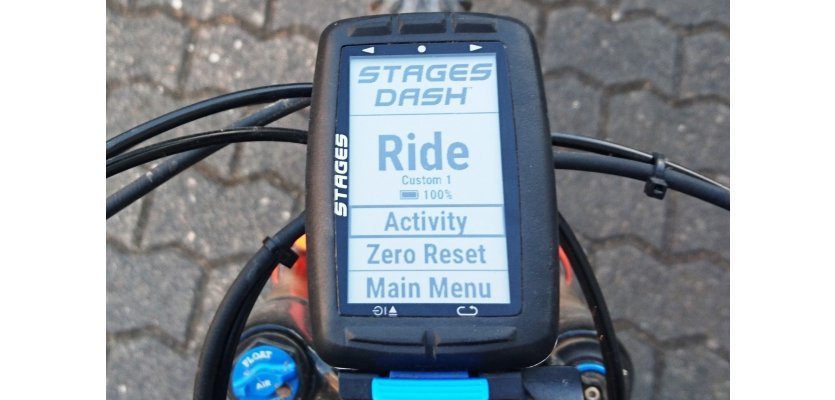 STAGES
DASH
STAGES
Ride
Custom 1
100%
Activity
Zero Reset
Main Menu
FLOAT
AIR